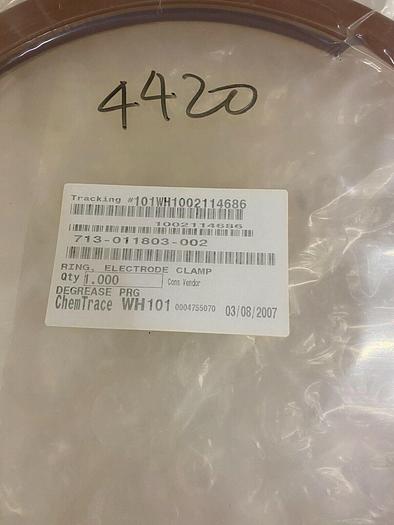 4420
Tracking #101WH1002114686
1002114686
713-011803-002
RING, ELECTRODE CLAMP
Qty 1.000 Cons Vendor
DEGREASE PRG
ChemTrace WH101 0004755070 03/08/2007